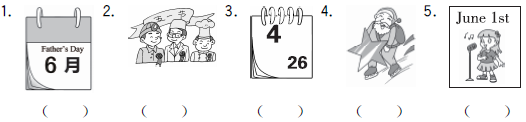 1. 2. 3. 4. 5.
Father's Day
6 月
4
26
June 1st
( ) ( ) ( ) ( ) ( )